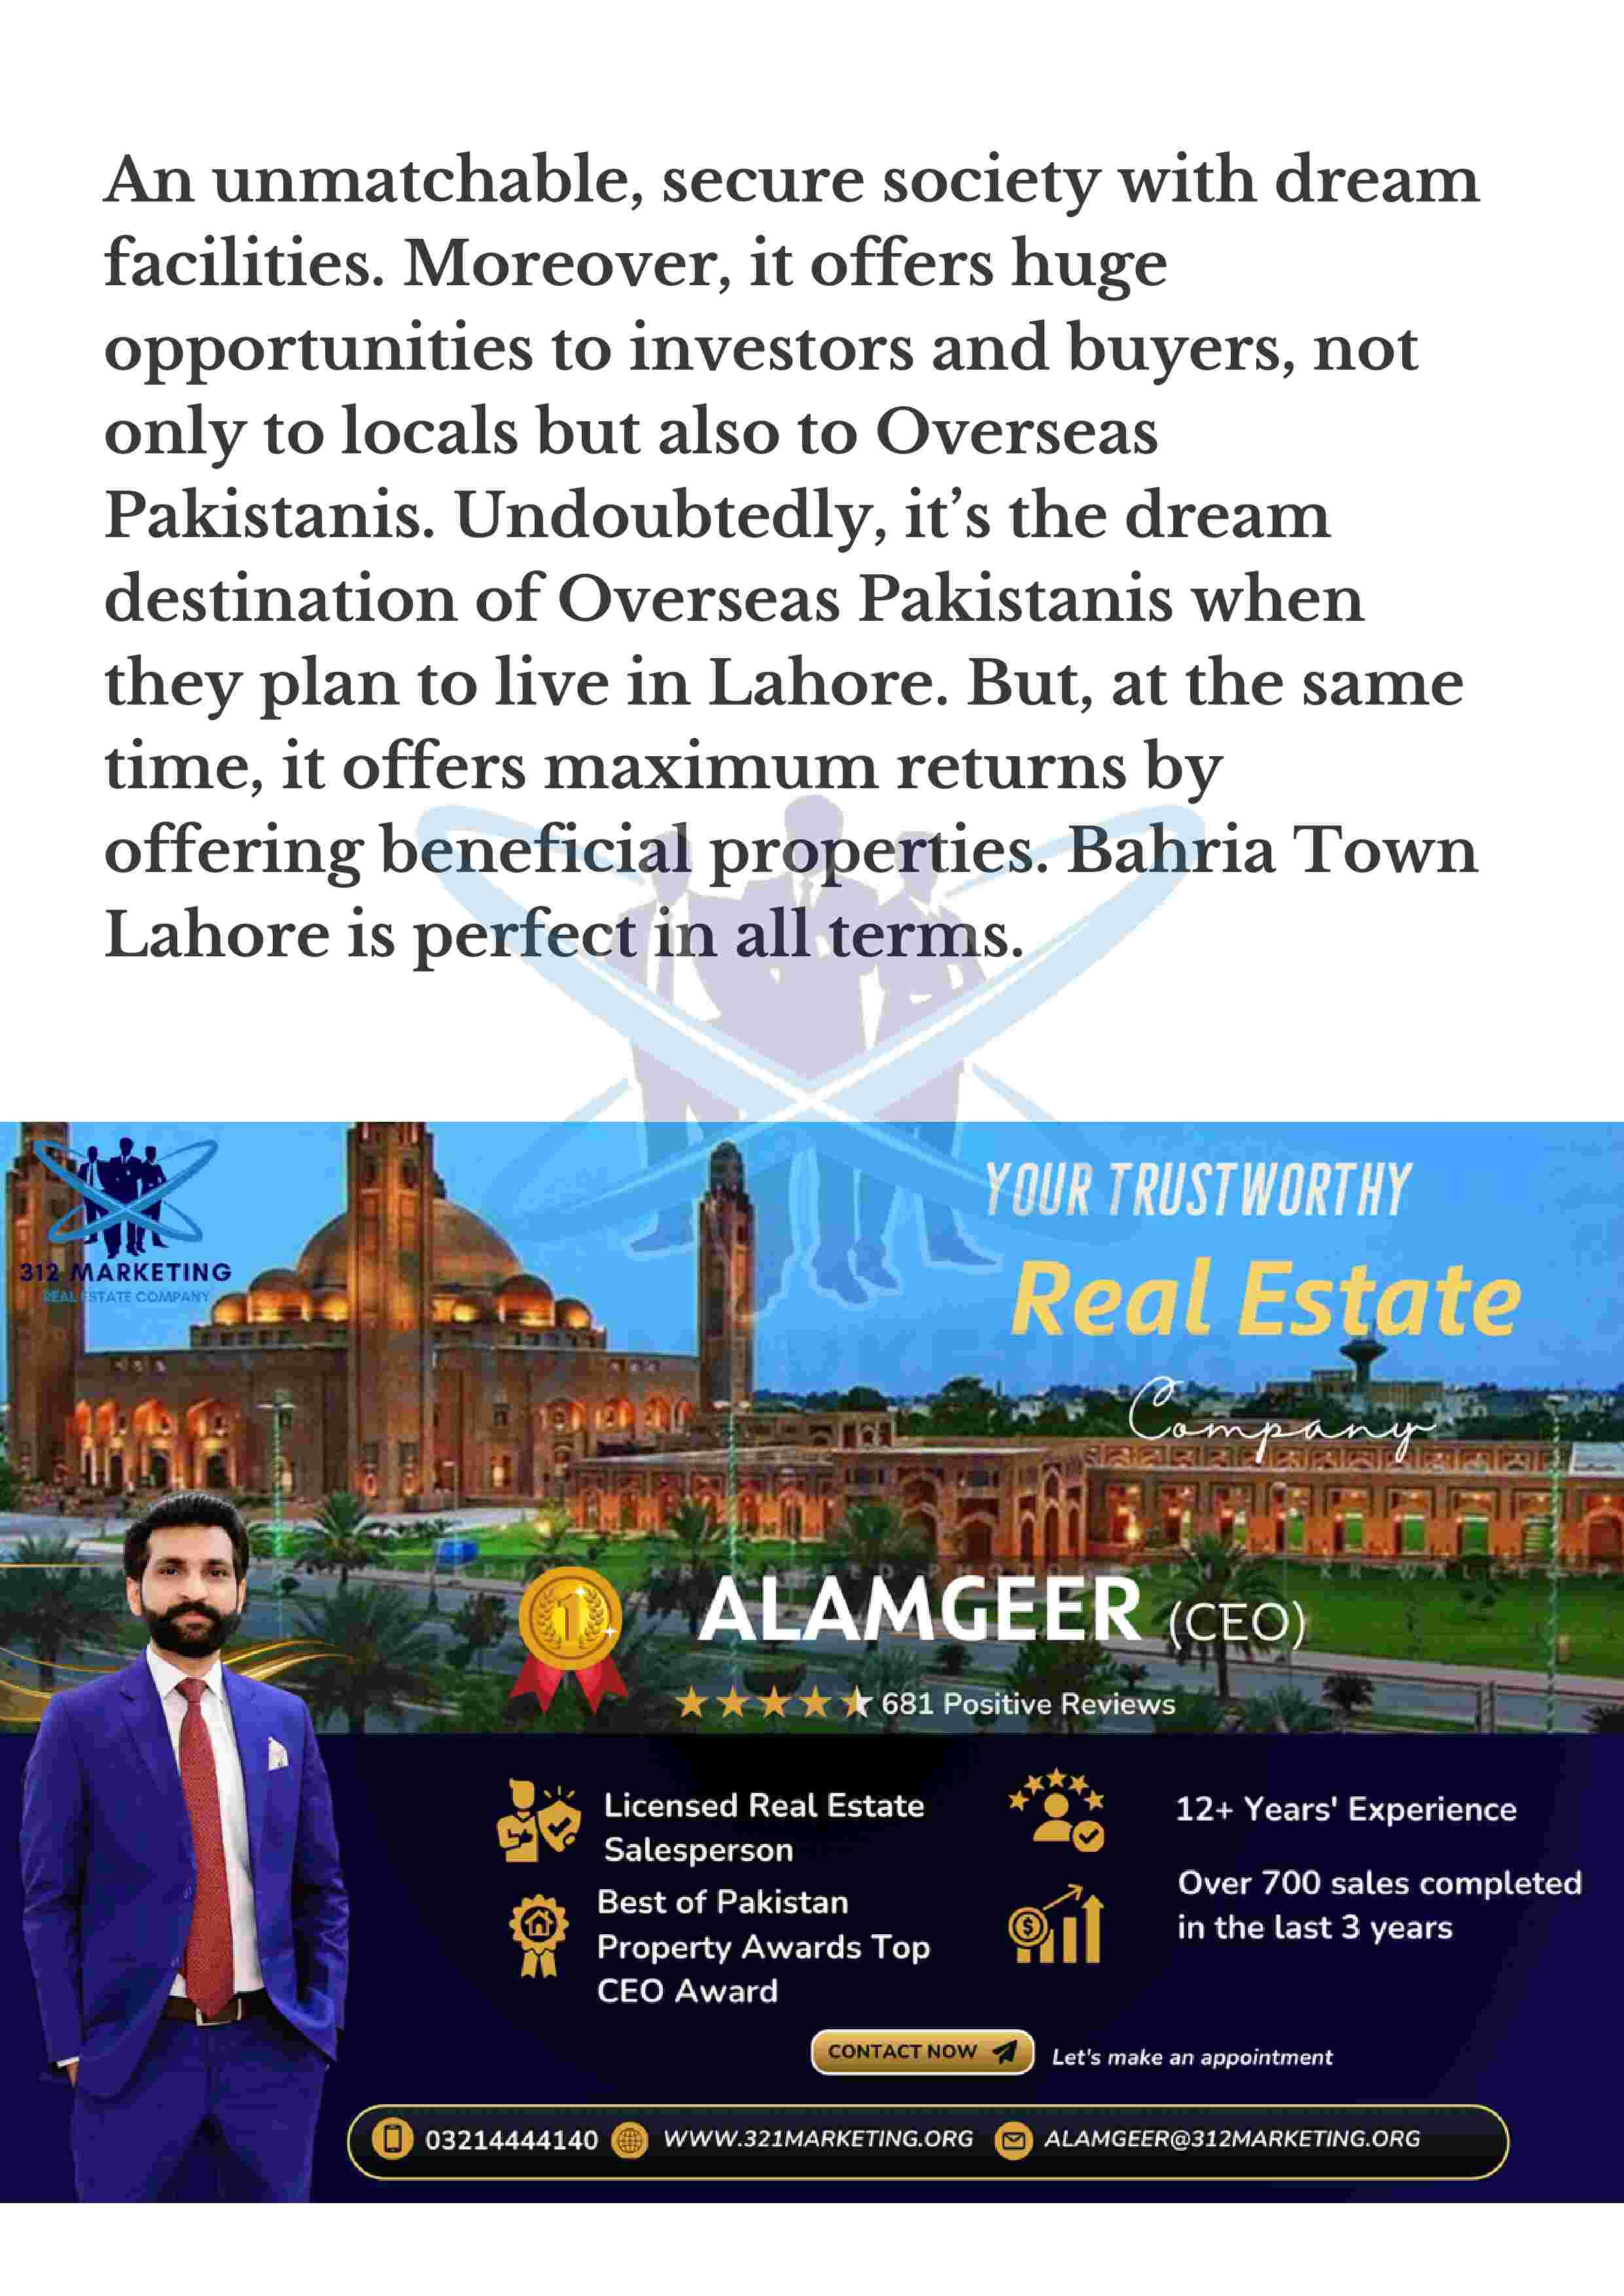 An unmatchable, secure society with dream
facilities. Moreover, it offers huge
opportunities to investors and buyers, not
only to locals but also to Overseas
Pakistanis. Undoubtedly, it’s the dream
destination of Overseas Pakistanis when
they plan to live in Lahore. But, at the same
time, it offers maximum returns by
offering beneficial properties. Bahria Town
Lahore is perfect in all terms.
312 MARKETING
REAL ESTATE COMPANY
YOUR TRUSTWORTHY
Real Estate
Company
1
ALAMGEER (CEO)
681 Positive Reviews
Licensed Real Estate
Salesperson
Best of Pakistan
Property Awards Top
CEO Award
12+ Years' Experience
Over 700 sales completed
in the last 3 years
CONTACT NOW
Let's make an appointment
03214444140
WWW.321MARKETING.ORG
ALAMGEER@312MARKETING.ORG